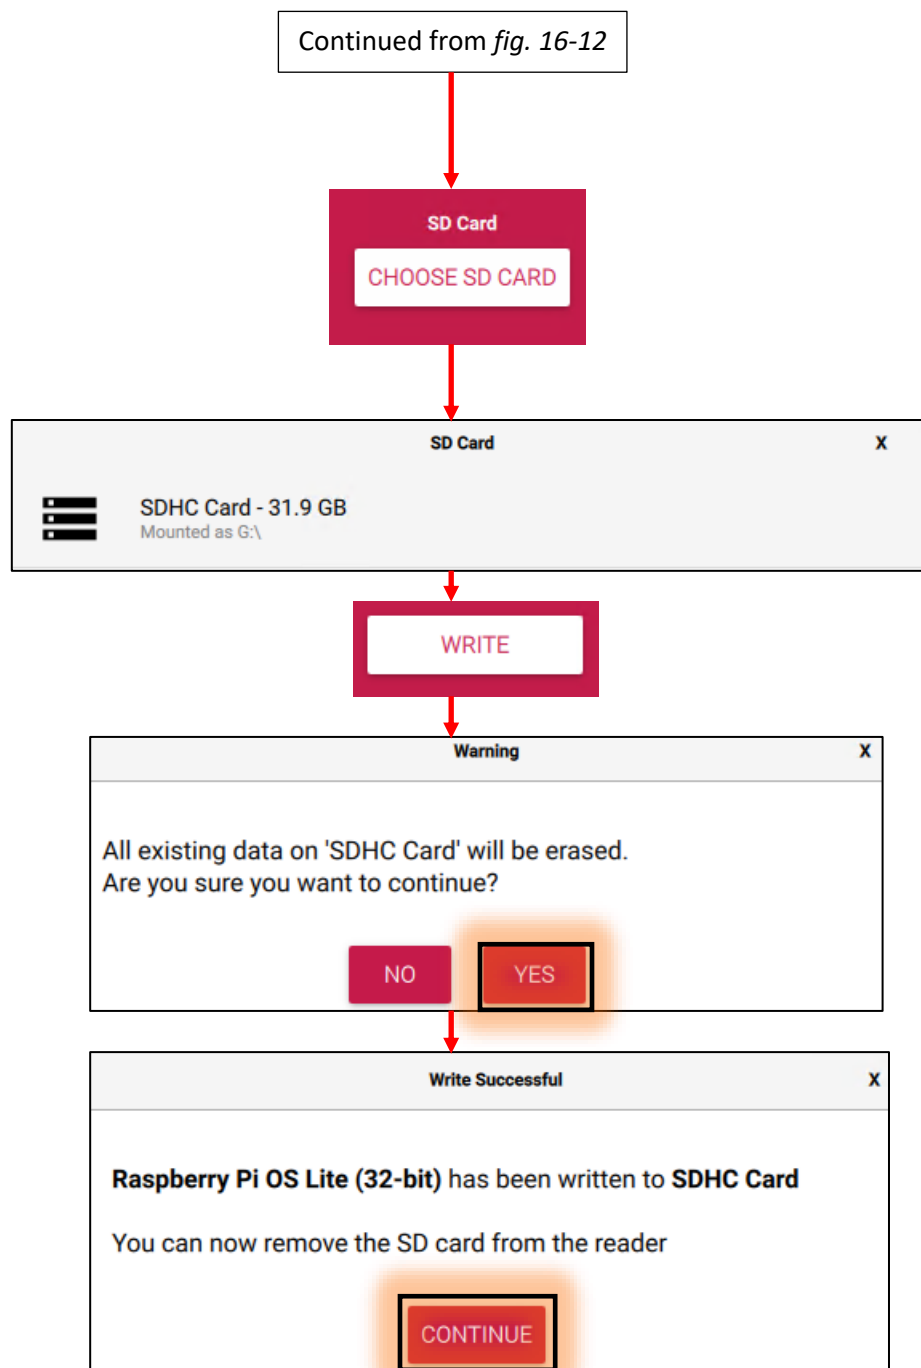 Continued from fig. 16-12
SD Card
CHOOSE SD CARD
SD Card X
SDHC Card - 31.9 GB
Mounted as G:\
WRITE
Warning X
All existing data on 'SDHC Card' will be erased.
Are you sure you want to continue?
NO YES
Write Successful X
Raspberry Pi OS Lite (32-bit) has been written to SDHC Card
You can now remove the SD card from the reader
CONTINUE